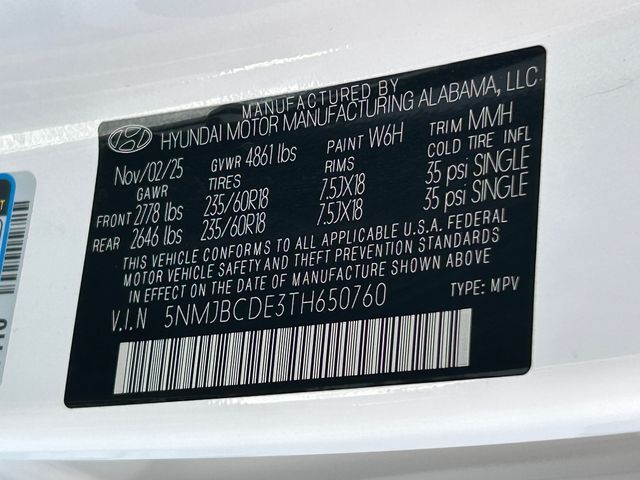 MANUFACTURED BY
HYUNDAI MOTOR MANUFACTURING ALABAMA, LLC.
Nov/02/25 GVWR 4861 lbs PAINT W6H TRIM MMH
GAWR TIRES RIMS COLD TIRE INFL
FRONT 2778 lbs 235/60R18 7.5JX18 35 psi SINGLE
REAR 2646 lbs 235/60R18 7.5JX18 35 psi SINGLE
THIS VEHICLE CONFORMS TO ALL APPLICABLE U.S.A. FEDERAL
MOTOR VEHICLE SAFETY AND THEFT PREVENTION STANDARDS
IN EFFECT ON THE DATE OF MANUFACTURE SHOWN ABOVE
V.I.N 5NMJBCDE3TH650760 TYPE: MPV